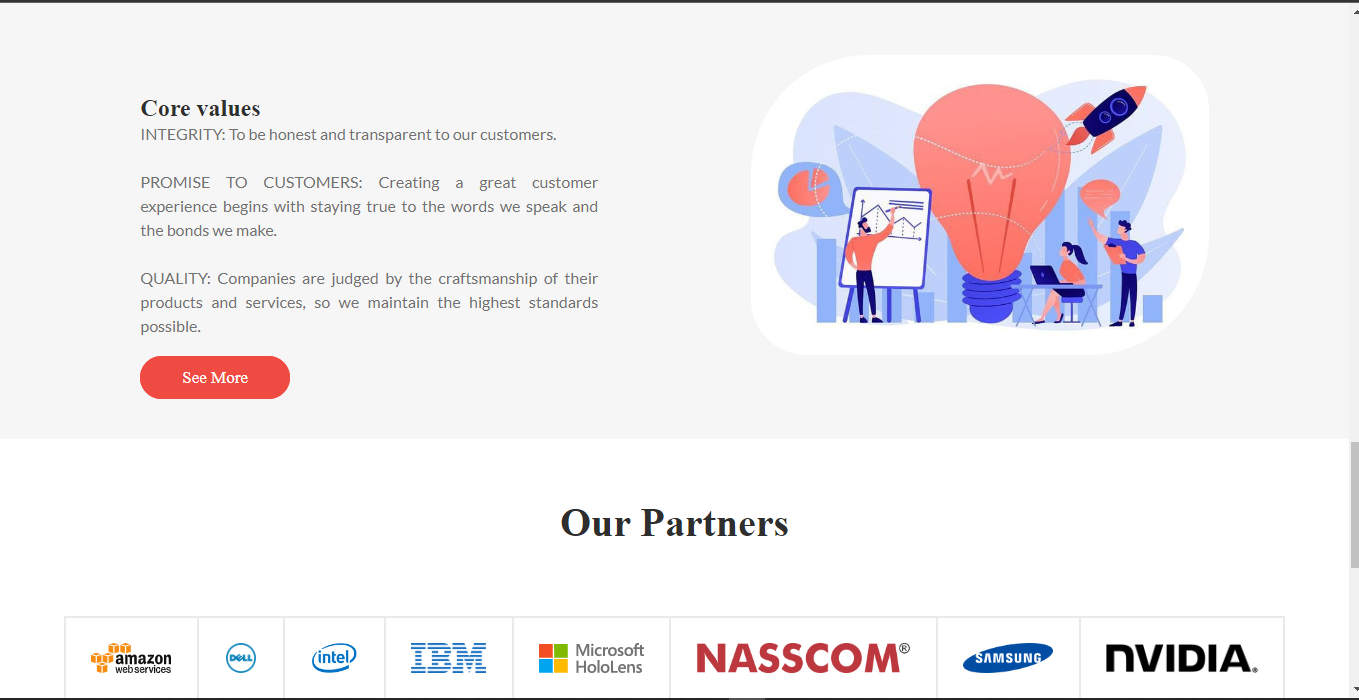 Core values
INTEGRITY: To be honest and transparent to our customers.
PROMISE TO CUSTOMERS: Creating a great customer
experience begins with staying true to the words we speak and
the bonds we make.
QUALITY: Companies are judged by the craftsmanship of their
products and services, so we maintain the highest standards
possible.
See More
Our Partners
amazon
web services
DELL
intel
IBM
Microsoft
HoloLens
NASSCOM®
SAMSUNG
NVIDIA®